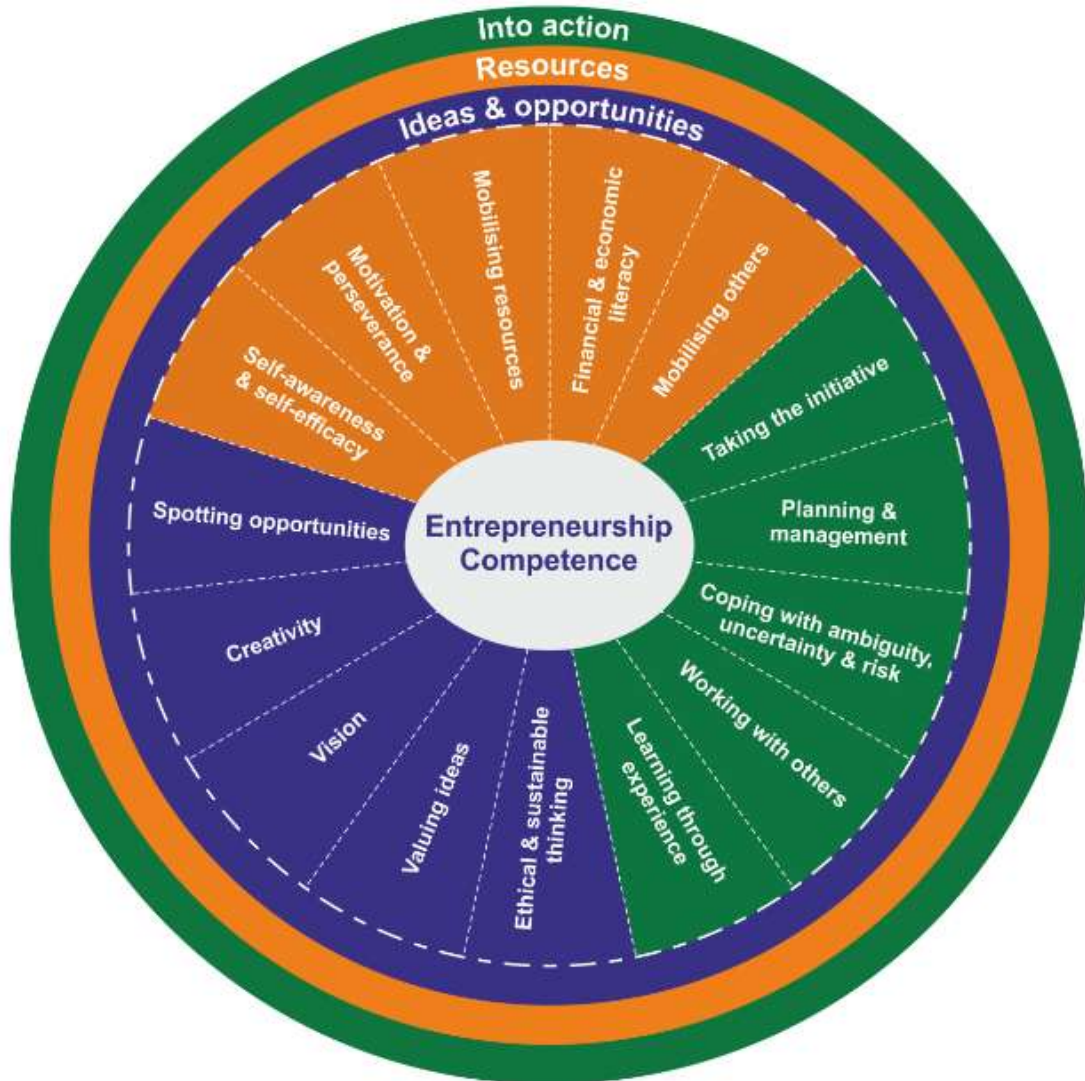 Into action
Resources
Ideas & opportunities
Mobilising resources
Financial & economic
literacy
Motivation &
perseverance
Mobilising others
Self-awareness
& self-efficacy
Taking the initiative
Spotting opportunities
Planning &
management
Entrepreneurship
Competence
Creativity
Coping with ambiguity,
uncertainty & risk
Vision
Working with others
Valuing ideas
Ethical & sustainable
thinking
Learning through
experience